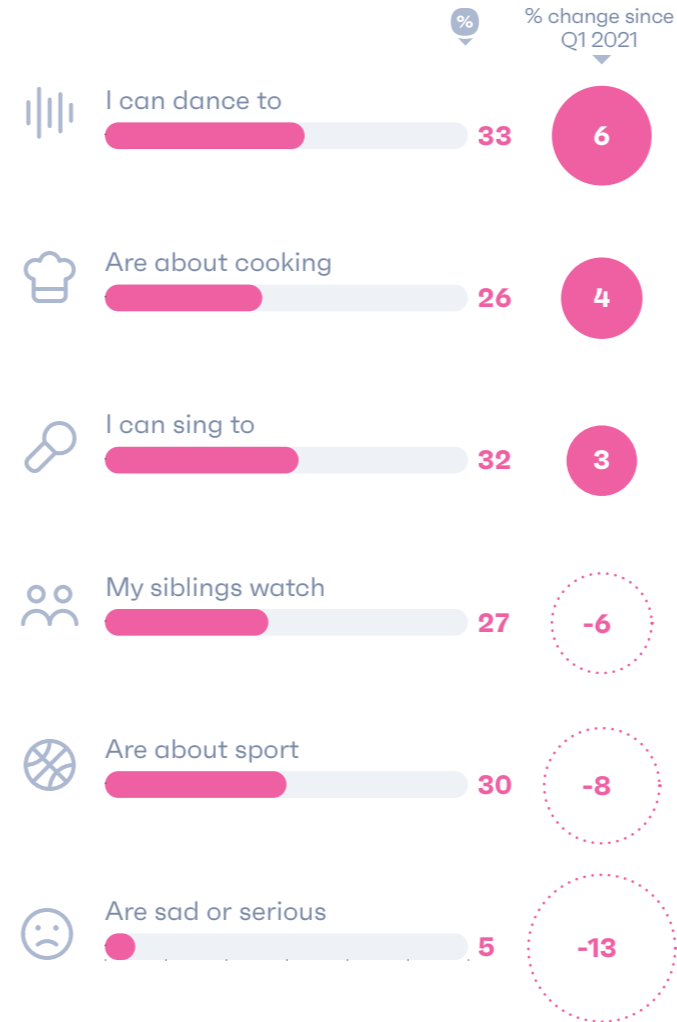 %
% change since
Q1 2021
I can dance to
33
6
Are about cooking
26
4
I can sing to
32
3
My siblings watch
27
-6
Are about sport
30
-8
Are sad or serious
5
-13